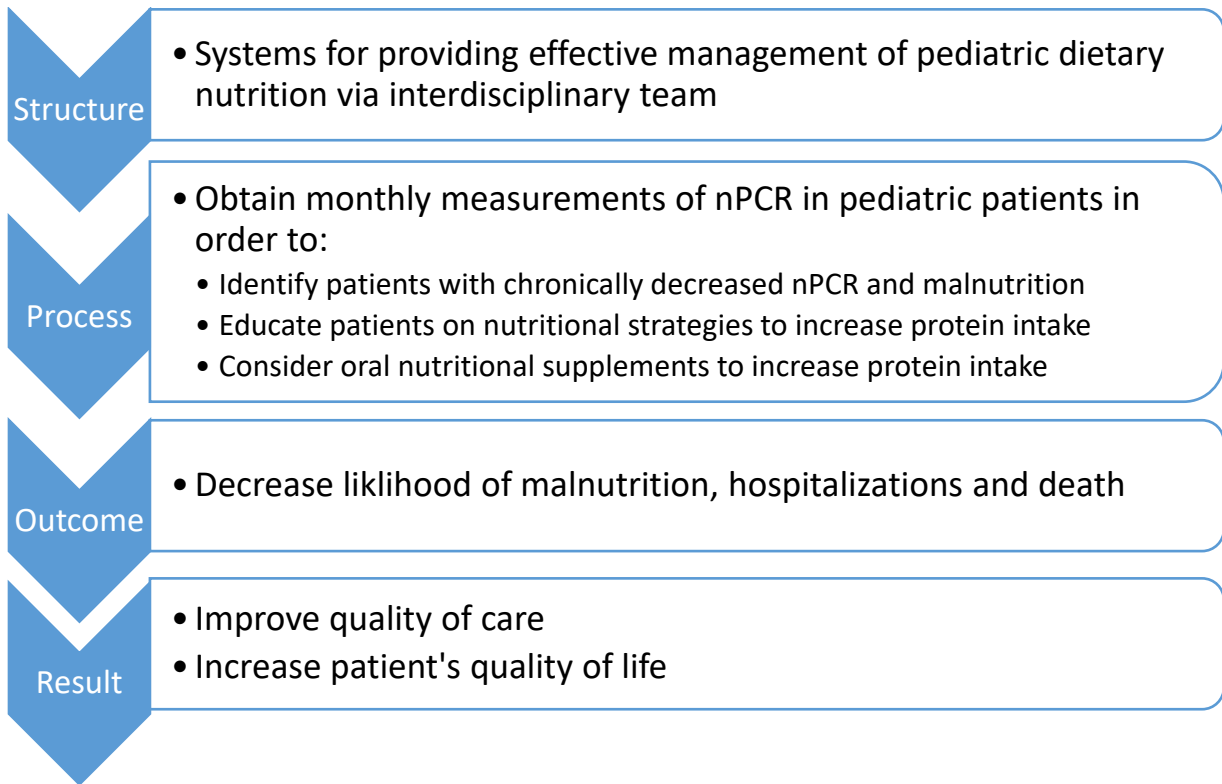 Structure
• Systems for providing effective management of pediatric dietary
nutrition via interdisciplinary team
Process
• Obtain monthly measurements of nPCR in pediatric patients in
order to:
• Identify patients with chronically decreased nPCR and malnutrition
• Educate patients on nutritional strategies to increase protein intake
• Consider oral nutritional supplements to increase protein intake
Outcome
• Decrease liklihood of malnutrition, hospitalizations and death
Result
• Improve quality of care
• Increase patient's quality of life